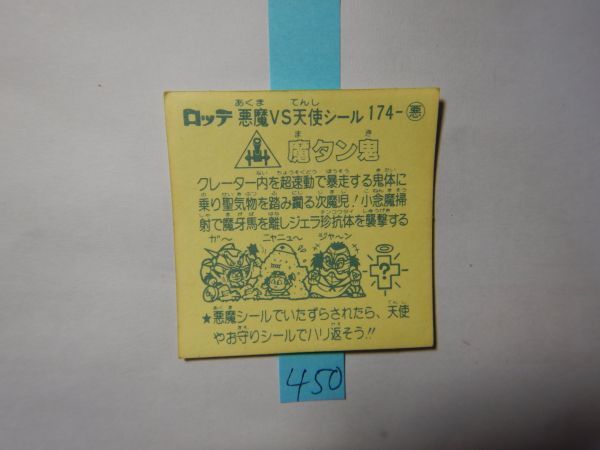 ロッテ 悪魔VS天使シール 174-悪
魔タン鬼
クレーター内を超速動で暴走する鬼体に
乗り聖気物を踏み躙る次魔児!小念魔掃
射で魔牙馬を離しジェラ珍抗体を襲撃する
ガ〜 ニャニュ〜 ジャ〜ン
?
★悪魔シールでいたずらされたら、天使
やお守りシールでハリ返そう!!
450